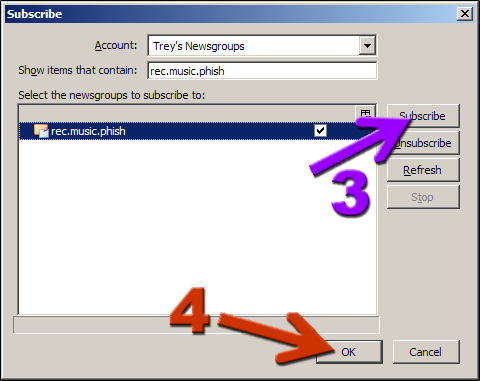 Subscribe
Account: Trey's Newsgroups
Show items that contain: rec.music.phish
Select the newsgroups to subscribe to:
rec.music.phish
Subscribe
Unsubscribe
Refresh
Stop
3
4
OK
Cancel